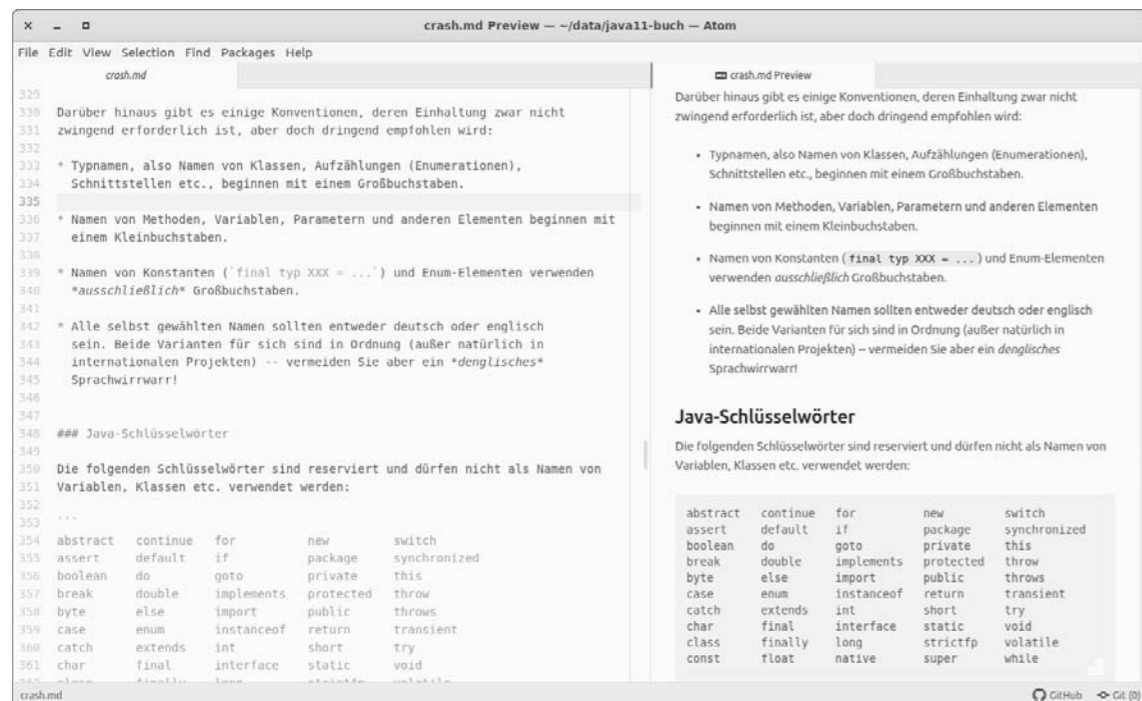 crash.md Preview — ~/data/java11-buch — Atom
File Edit View Selection Find Packages Help
crash.md
329
330 Darüber hinaus gibt es einige Konventionen, deren Einhaltung zwar nicht
331 zwingend erforderlich ist, aber doch dringend empfohlen wird:
332
333 * Typnamen, also Namen von Klassen, Aufzählungen (Enumerationen),
334 Schnittstellen etc., beginnen mit einem Großbuchstaben.
335
336 * Namen von Methoden, Variablen, Parametern und anderen Elementen beginnen mit
337 einem Kleinbuchstaben.
338
339 * Namen von Konstanten (`final typ XXX = ...`) und Enum-Elementen verwenden
340 *ausschließlich* Großbuchstaben.
341
342 * Alle selbst gewählten Namen sollten entweder deutsch oder englisch
343 sein. Beide Varianten für sich sind in Ordnung (außer natürlich in
344 internationalen Projekten) -- vermeiden Sie aber ein *denglisches*
345 Sprachwirrwarr!
346
347
348 ### Java-Schlüsselwörter
349
350 Die folgenden Schlüsselwörter sind reserviert und dürfen nicht als Namen von
351 Variablen, Klassen etc. verwendet werden:
352
353 ```
354 abstract continue for new switch
355 assert default if package synchronized
356 boolean do goto private this
357 break double implements protected throw
358 byte else import public throws
359 case enum instanceof return transient
360 catch extends int short try
361 char final interface static void
crash.md Preview
Darüber hinaus gibt es einige Konventionen, deren Einhaltung zwar nicht
zwingend erforderlich ist, aber doch dringend empfohlen wird:
• Typnamen, also Namen von Klassen, Aufzählungen (Enumerationen),
Schnittstellen etc., beginnen mit einem Großbuchstaben.
• Namen von Methoden, Variablen, Parametern und anderen Elementen
beginnen mit einem Kleinbuchstaben.
• Namen von Konstanten ( final typ XXX = ... ) und Enum-Elementen
verwenden ausschließlich Großbuchstaben.
• Alle selbst gewählten Namen sollten entweder deutsch oder englisch
sein. Beide Varianten für sich sind in Ordnung (außer natürlich in
internationalen Projekten) – vermeiden Sie aber ein denglisches
Sprachwirrwarr!
Java-Schlüsselwörter
Die folgenden Schlüsselwörter sind reserviert und dürfen nicht als Namen von
Variablen, Klassen etc. verwendet werden:
abstract continue for new switch
assert default if package synchronized
boolean do goto private this
break double implements protected throw
byte else import public throws
case enum instanceof return transient
catch extends int short try
char final interface static void
class finally long strictfp volatile
const float native super while
crash.md
GitHub Git (0)